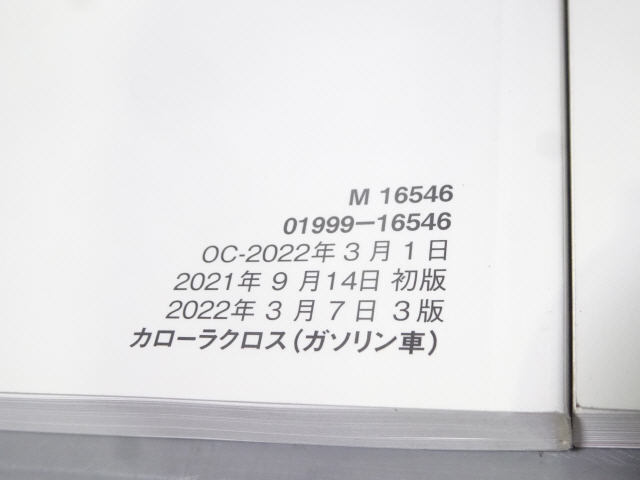 M 16546
01999-16546
OC-2022年3月1日
2021年9月14日 初版
2022年3月7日 3版
カローラクロス(ガソリン車)